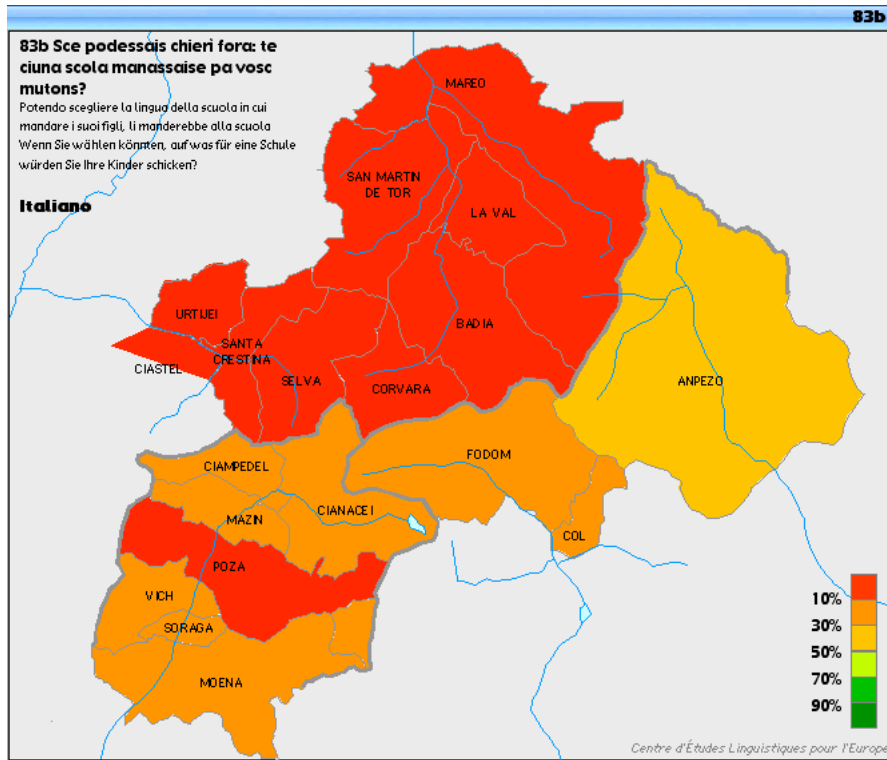 83b
83b Sce podessais chieri fora: te
ciuna scola manassaise pa vosc
mutons?
Potendo scegliere la lingua della scuola in cui
mandare i suoi figli, li manderebbe alla scuola
Wenn Sie wählen könnten, auf was für eine Schule
würden Sie Ihre Kinder schicken?
Italiano
MAREO
SAN MARTIN
DE TOR
LA VAL
URTIJEI
SANTA
CRESTINA
CIASTEL
SELVA
CORVARA
BADIA
ANPEZO
CIAMPEDEL
FODOM
MAZIN
CIANACEI
COL
POZA
VICH
SORAGA
MOENA
10%
30%
50%
70%
90%
Centre d'Études Linguistiques pour l'Europe